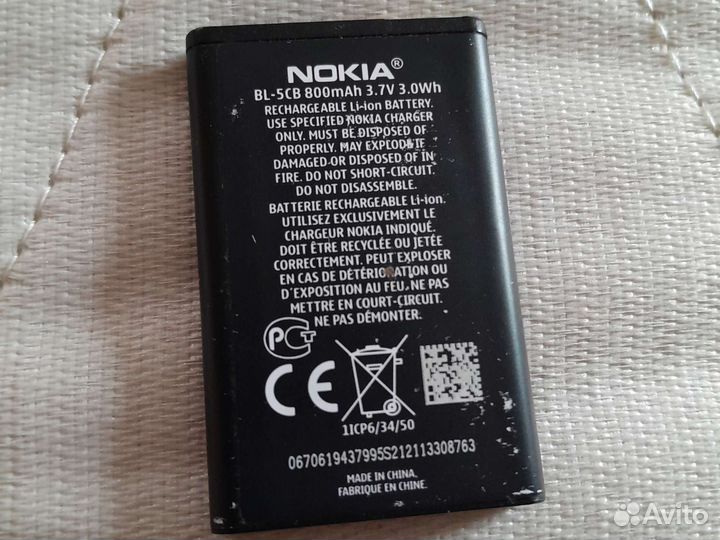 NOKIA®
BL-5CB 800mAh 3.7V 3.0Wh
RECHARGEABLE Li-ion BATTERY.
USE SPECIFIED NOKIA CHARGER
ONLY. MUST BE DISPOSED OF
PROPERLY. MAY EXPLODE IF
DAMAGED OR DISPOSED OF IN
FIRE. DO NOT SHORT-CIRCUIT.
DO NOT DISASSEMBLE.
BATTERIE RECHARGEABLE Li-ion.
UTILISEZ EXCLUSIVEMENT LE
CHARGEUR NOKIA INDIQUÉ.
DOIT ÊTRE RECYCLÉE OU JETÉE
CORRECTEMENT. PEUT EXPLOSER
EN CAS DE DÉTÉRIORATION OU
D'EXPOSITION AU FEU, NE PAS
METTRE EN COURT-CIRCUIT.
NE PAS DÉMONTER.
РСТ
CE
1ICP6/34/50
0670619437995S212113308763
MADE IN CHINA.
FABRIQUE EN CHINE.
Avito